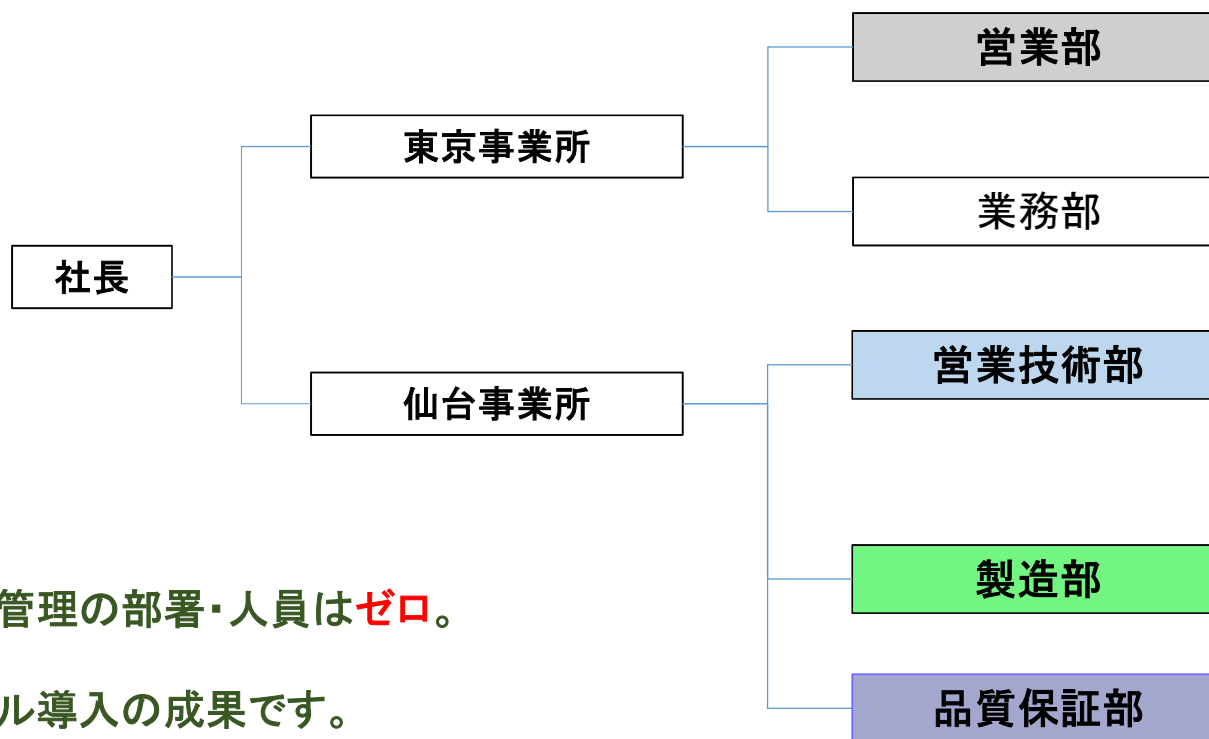 営業部
東京事業所
業務部
社長
営業技術部
仙台事業所
製造部
管理の部署・人員はゼロ。
品質保証部
ル導入の成果です。